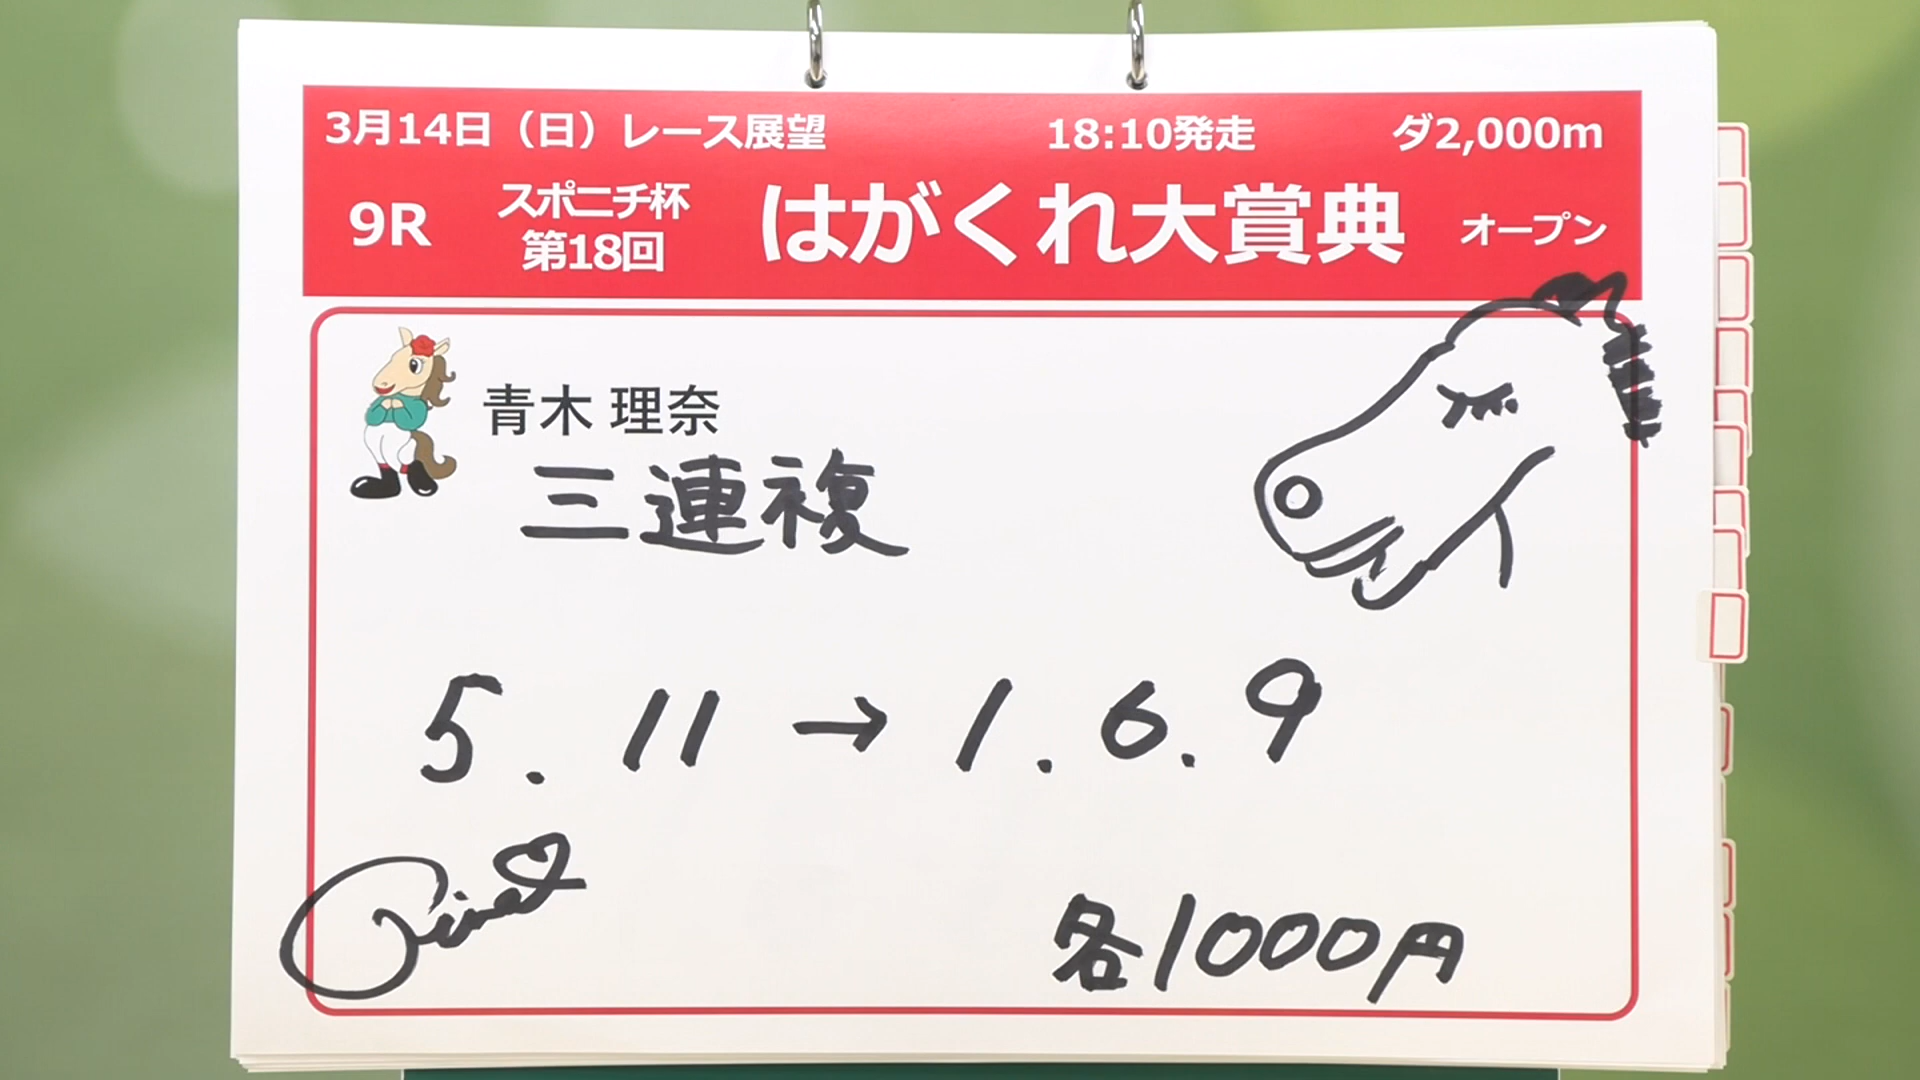 3月14日（日）レース展望 18:10発走 ダ2,000m
9R スポニチ杯 第18回 はがくれ大賞典 オープン
青木 理奈
三連複
5. 11 → 1. 6. 9
各1000円